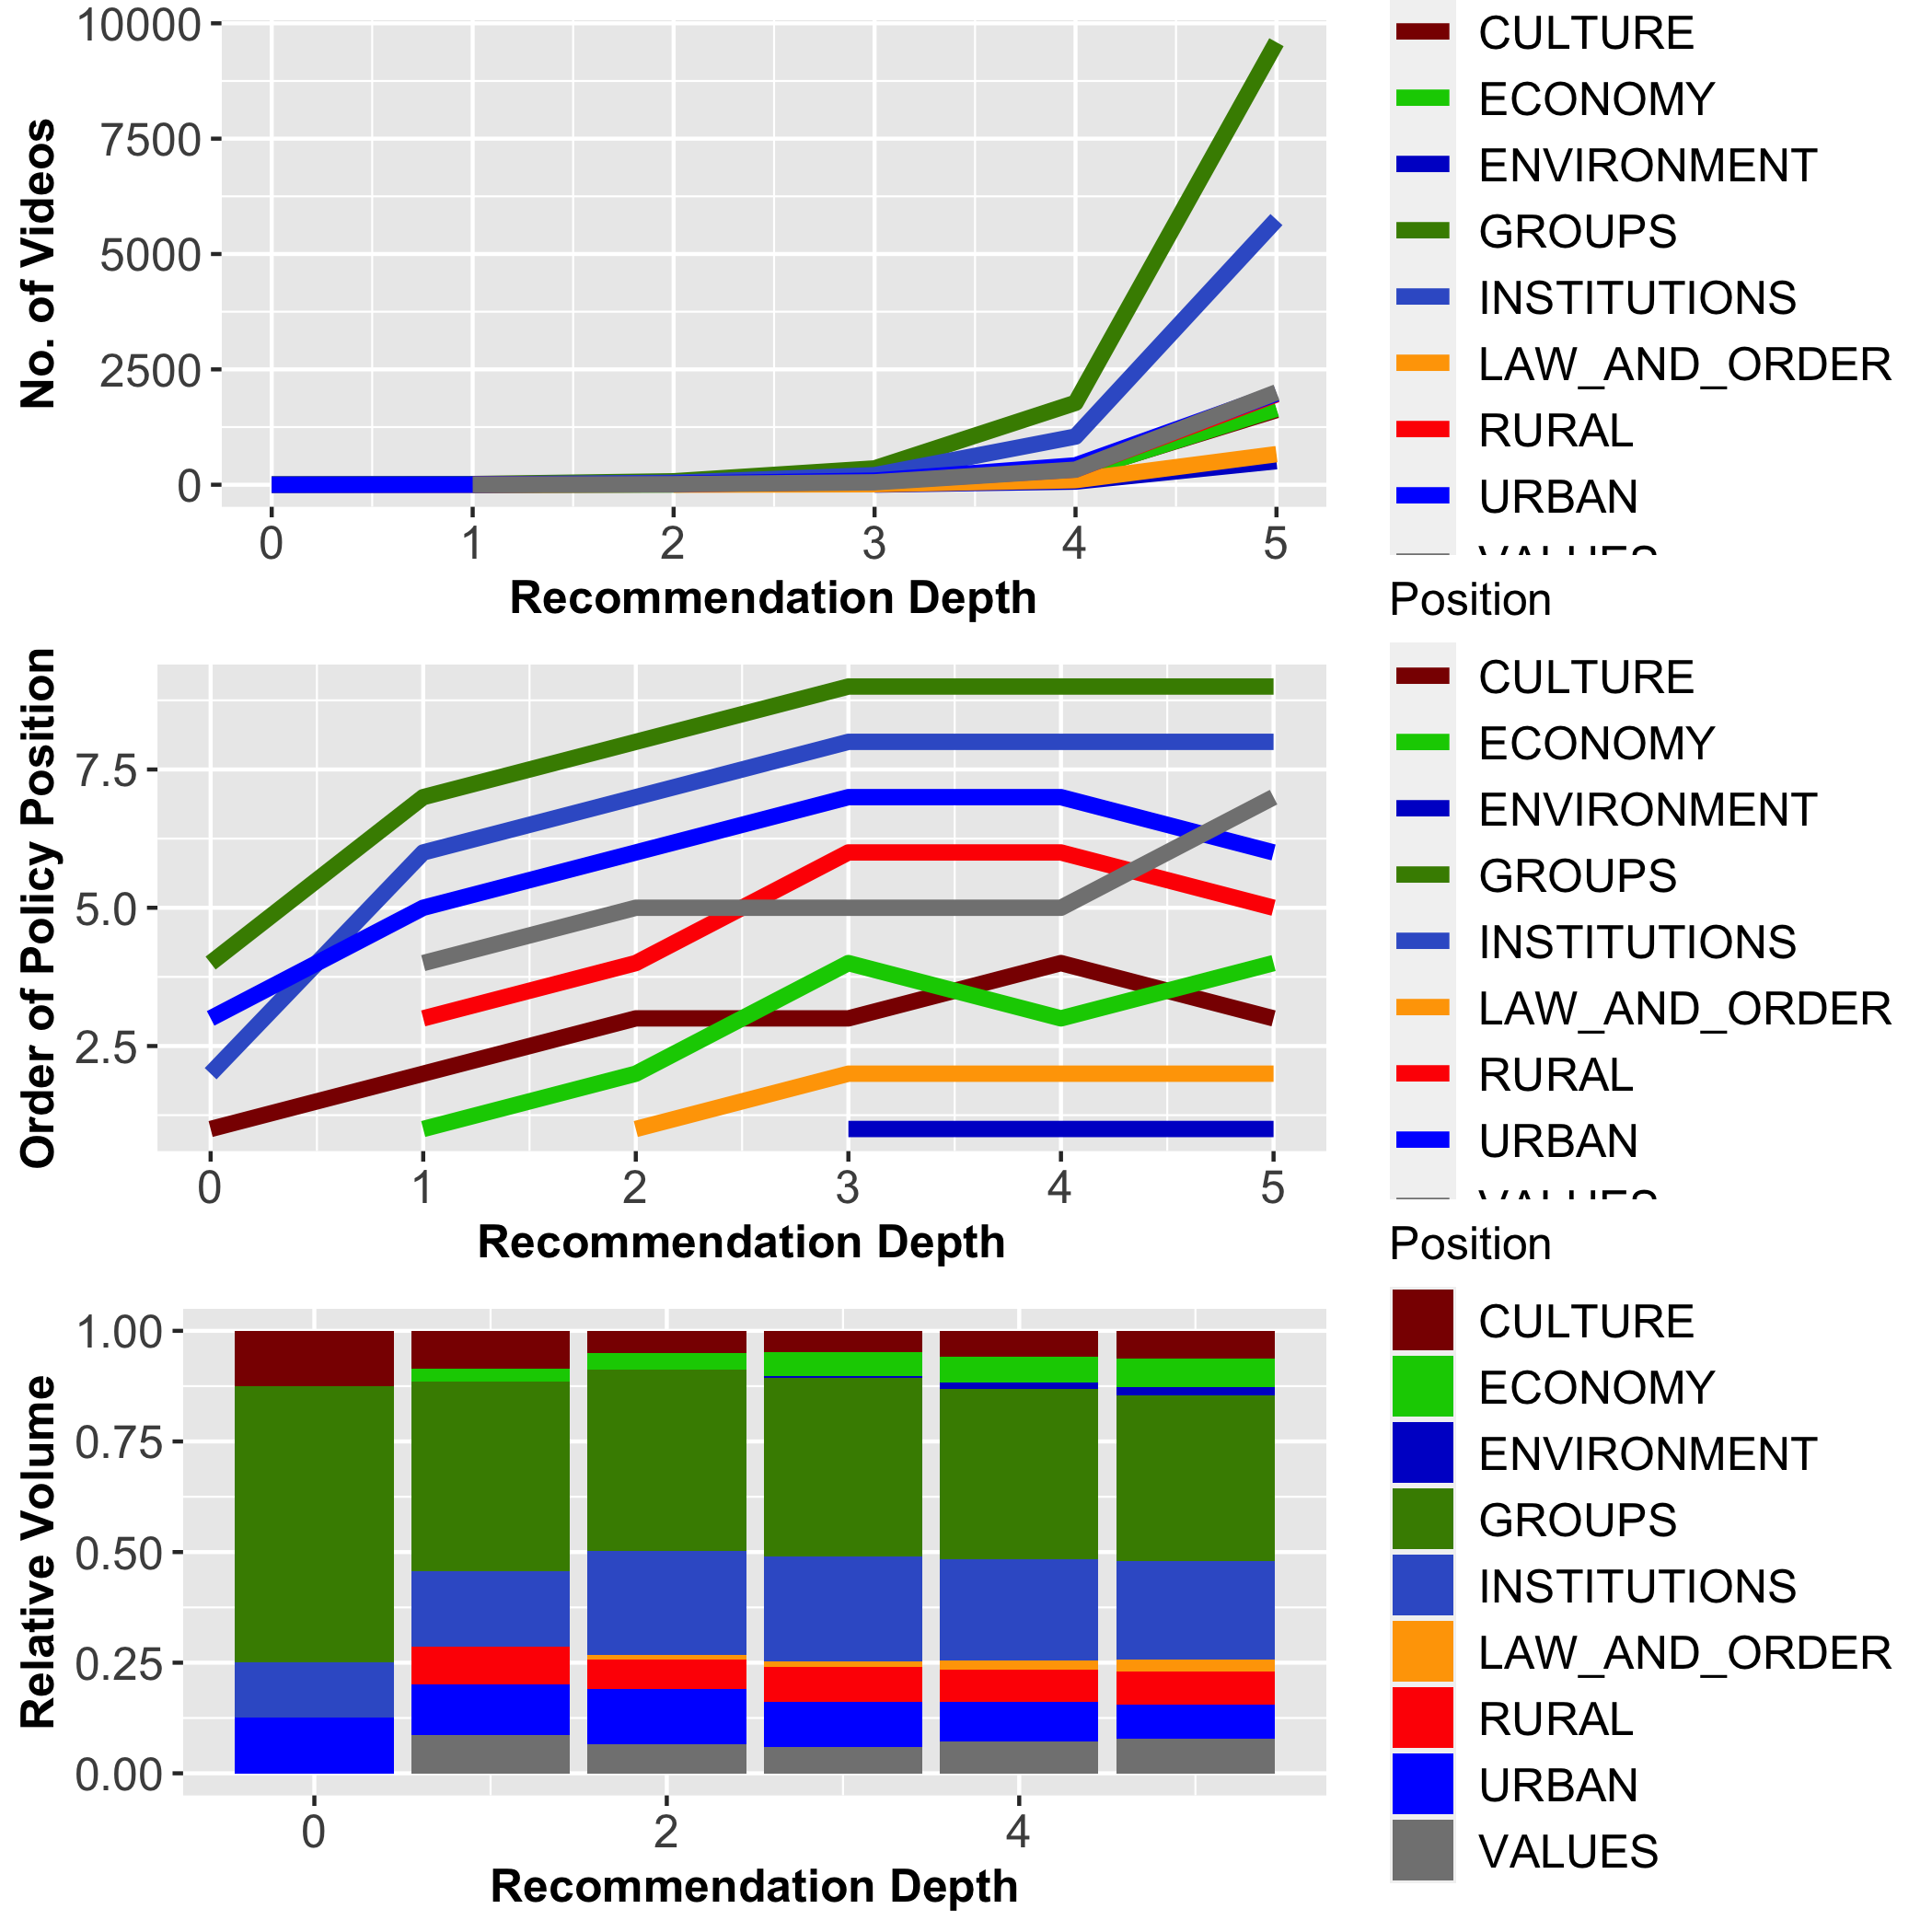 No. of Videos
10000
7500
5000
2500
0
0 1 2 3 4 5
Recommendation Depth
CULTURE
ECONOMY
ENVIRONMENT
GROUPS
INSTITUTIONS
LAW_AND_ORDER
RURAL
URBAN
VALUES
Order of Policy Position
7.5
5.0
2.5
0 1 2 3 4 5
Recommendation Depth
Position
CULTURE
ECONOMY
ENVIRONMENT
GROUPS
INSTITUTIONS
LAW_AND_ORDER
RURAL
URBAN
VALUES
Relative Volume
1.00
0.75
0.50
0.25
0.00
0 2 4
Recommendation Depth
Position
CULTURE
ECONOMY
ENVIRONMENT
GROUPS
INSTITUTIONS
LAW_AND_ORDER
RURAL
URBAN
VALUES